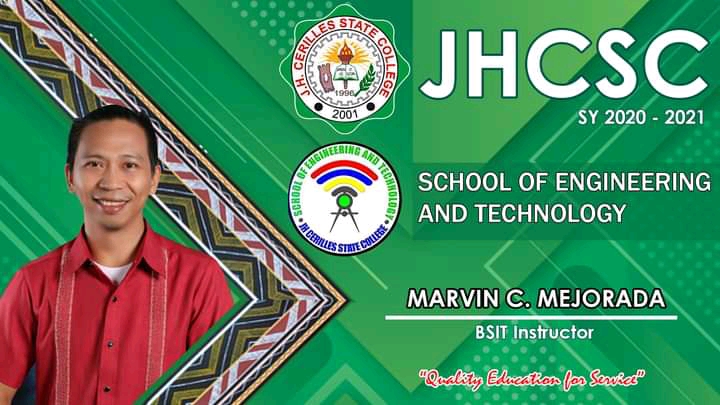 J.H. CERILLES STATE COLLEGE
1996
2001
JHCSC
SY 2020 - 2021
SCHOOL OF ENGINEERING AND TECHNOLOGY
JH CERILLES STATE COLLEGE
SCHOOL OF ENGINEERING
AND TECHNOLOGY
MARVIN C. MEJORADA
BSIT Instructor
"Quality Education for Service"